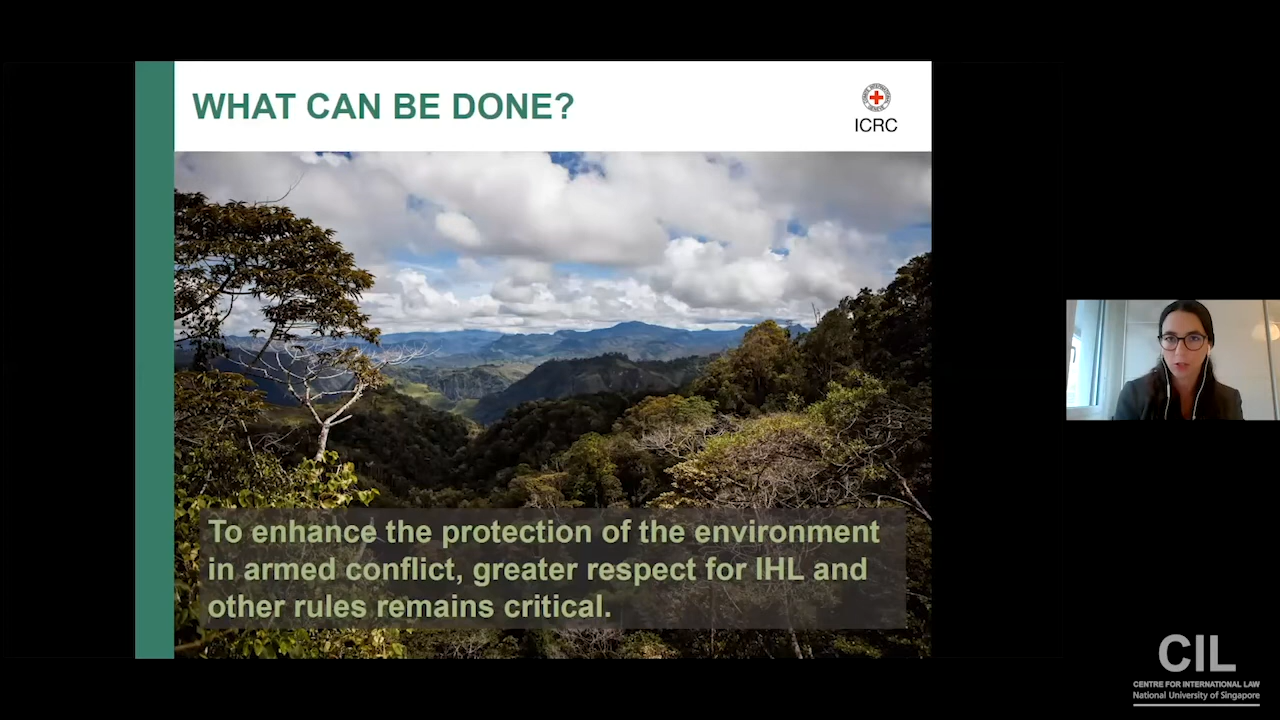 WHAT CAN BE DONE?
ICRC
To enhance the protection of the environment
in armed conflict, greater respect for IHL and
other rules remains critical.
CIL
CENTRE FOR INTERNATIONAL LAW
National University of Singapore